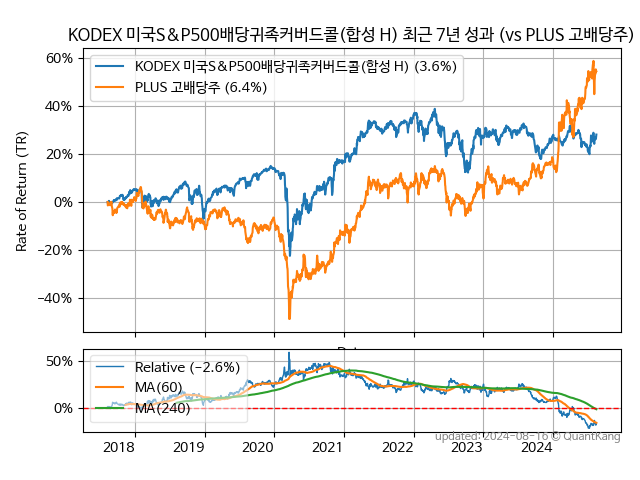 KODEX 미국S&P500배당귀족커버드콜(합성 H) 최근 7년 성과 (vs PLUS 고배당주)
60%
KODEX 미국S&P500배당귀족커버드콜(합성 H) (3.6%)
PLUS 고배당주 (6.4%)
40%
20%
0%
−20%
−40%
Rate of Return (TR)
50%
0%
Relative (−2.6%)
MA(60)
MA(240)
2018 2019 2020 2021 2022 2023 2024
updated: 2024-08-16 © QuantKang